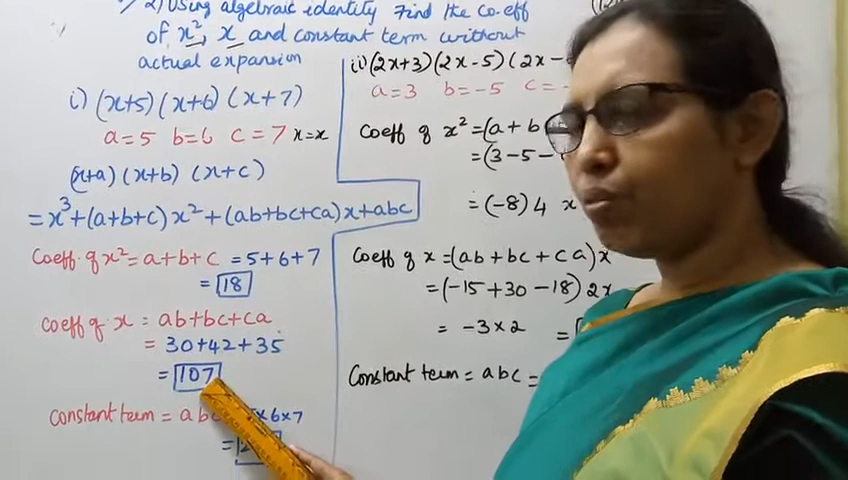 2) Using algebraic identity Find the co-eff
of x², x and constant term without
actual expansion
i) (x+5) (x+6) (x+7)
a=5 b=6 c=7 x=x
(x+a) (x+b) (x+c)
=x³+(a+b+c)x²+(ab+bc+ca)x+abc
Coeff. of x²=a+b+c =5+6+7
= 18
coeff of x = ab+bc+ca
= 30+42+35
= 107
constant term = ab ×6×7
=
ii) (2x+3) (2x-5) (2x-
a=3 b=-5 c=-
Coeff of x² =(a+b
=(3-5-
=(-8) 4 x
Coeff of x =(ab+bc+ca)x
=(-15+30-18) 2x
= -3×2 =
Constant term = abc =